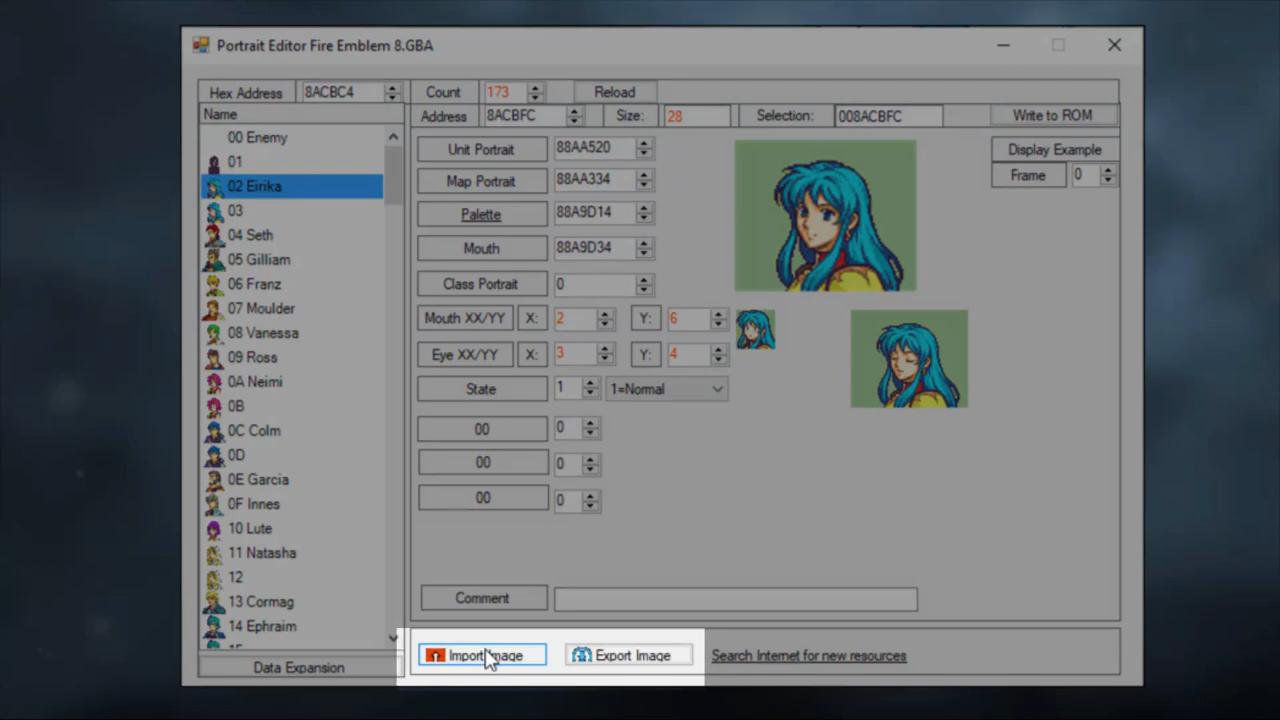 Portrait Editor Fire Emblem 8.GBA
Hex Address 8ACBC4 Count 173 Reload
Name
Address 8ACBFC Size: 28 Selection: 008ACBFC Write to ROM
00 Enemy
01
02 Eirika
03
04 Seth
05 Gilliam
06 Franz
07 Moulder
08 Vanessa
09 Ross
0A Neimi
0B
0C Colm
0D
0E Garcia
0F Innes
10 Lute
11 Natasha
12
13 Cormag
14 Ephraim
Data Expansion
Unit Portrait 88AA520
Map Portrait 88AA334
Palette 88A9D14
Mouth 88A9D34
Class Portrait 0
Mouth XX/YY X: 2 Y: 6
Eye XX/YY X: 3 Y: 4
State 1 1=Normal
00 0
00 0
00 0
Comment
Display Example
Frame 0
Import Image Export Image Search Internet for new resources